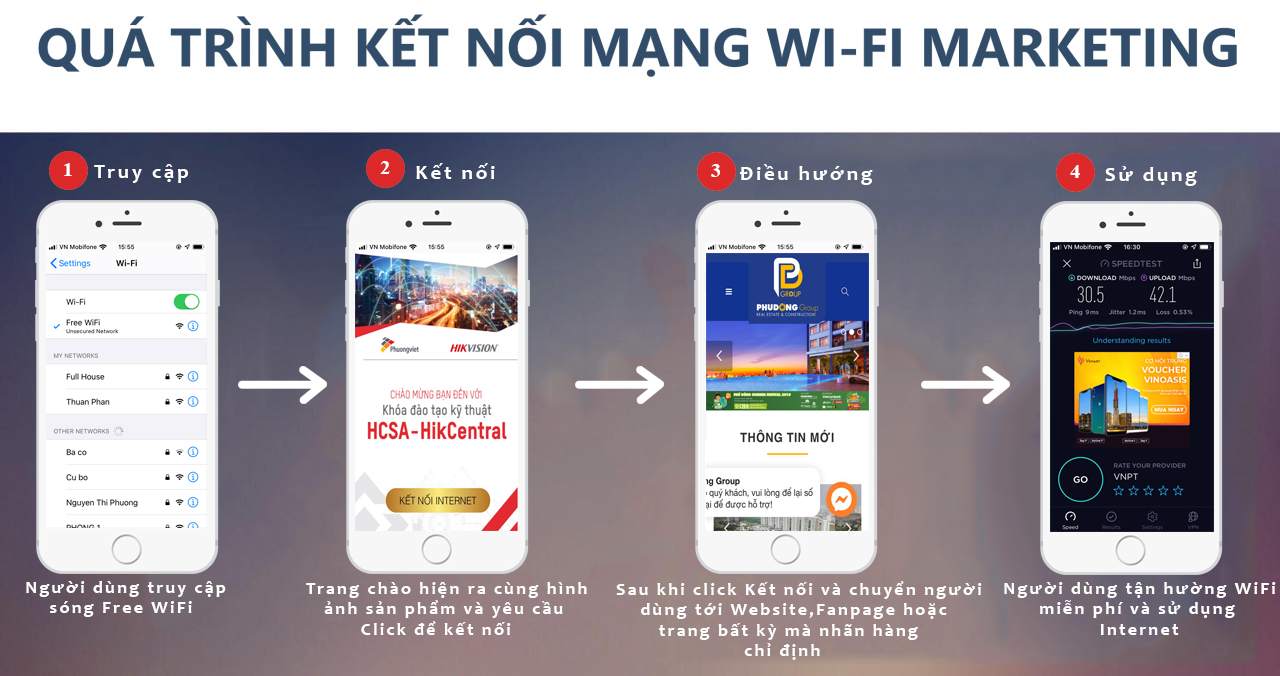 QUÁ TRÌNH KẾT NỐI MẠNG WI-FI MARKETING
1 Truy cập
VN Mobifone 15:55
Settings Wi-Fi
Wi-Fi
Free WiFi
Unsecured Network
MY NETWORKS
Full House
Thuan Phan
OTHER NETWORKS
Ba co
Cu bo
Nguyen Thi Phuong
PHONG 1
Người dùng truy cập
sóng Free WiFi
2 Kết nối
VN Mobifone 15:55
Phuongviet HIKVISION
CHÀO MỪNG BẠN ĐẾN VỚI
Khóa đào tạo kỹ thuật
HCSA-HikCentral
KẾT NỐI INTERNET
Trang chào hiện ra cùng hình
ảnh sản phẩm và yêu cầu
Click để kết nối
3 Điều hướng
VN Mobifone 15:55
GROUP
PHUDONG Group
REAL ESTATE & CONSTRUCTION
THÔNG TIN MỚI
ng Group
quý khách, vui lòng để lại số
ại để được hỗ trợ!
Sau khi click Kết nối và chuyển người
dùng tới Website,Fanpage hoặc
trang bất kỳ mà nhãn hàng
chỉ định
4 Sử dụng
VN Mobifone 16:30
SPEEDTEST
DOWNLOAD Mbps UPLOAD Mbps
30.5 42.1
Ping 9ms Jitter 1.2ms Loss 0.53%
Understanding results
CƠ HỘI TRÚNG
VOUCHER
VINOASIS
MUA NGAY
GO
RATE YOUR PROVIDER
VNPT
Speed Results Settings VPN
Người dùng tận hường WiFi
miễn phí và sử dụng
Internet